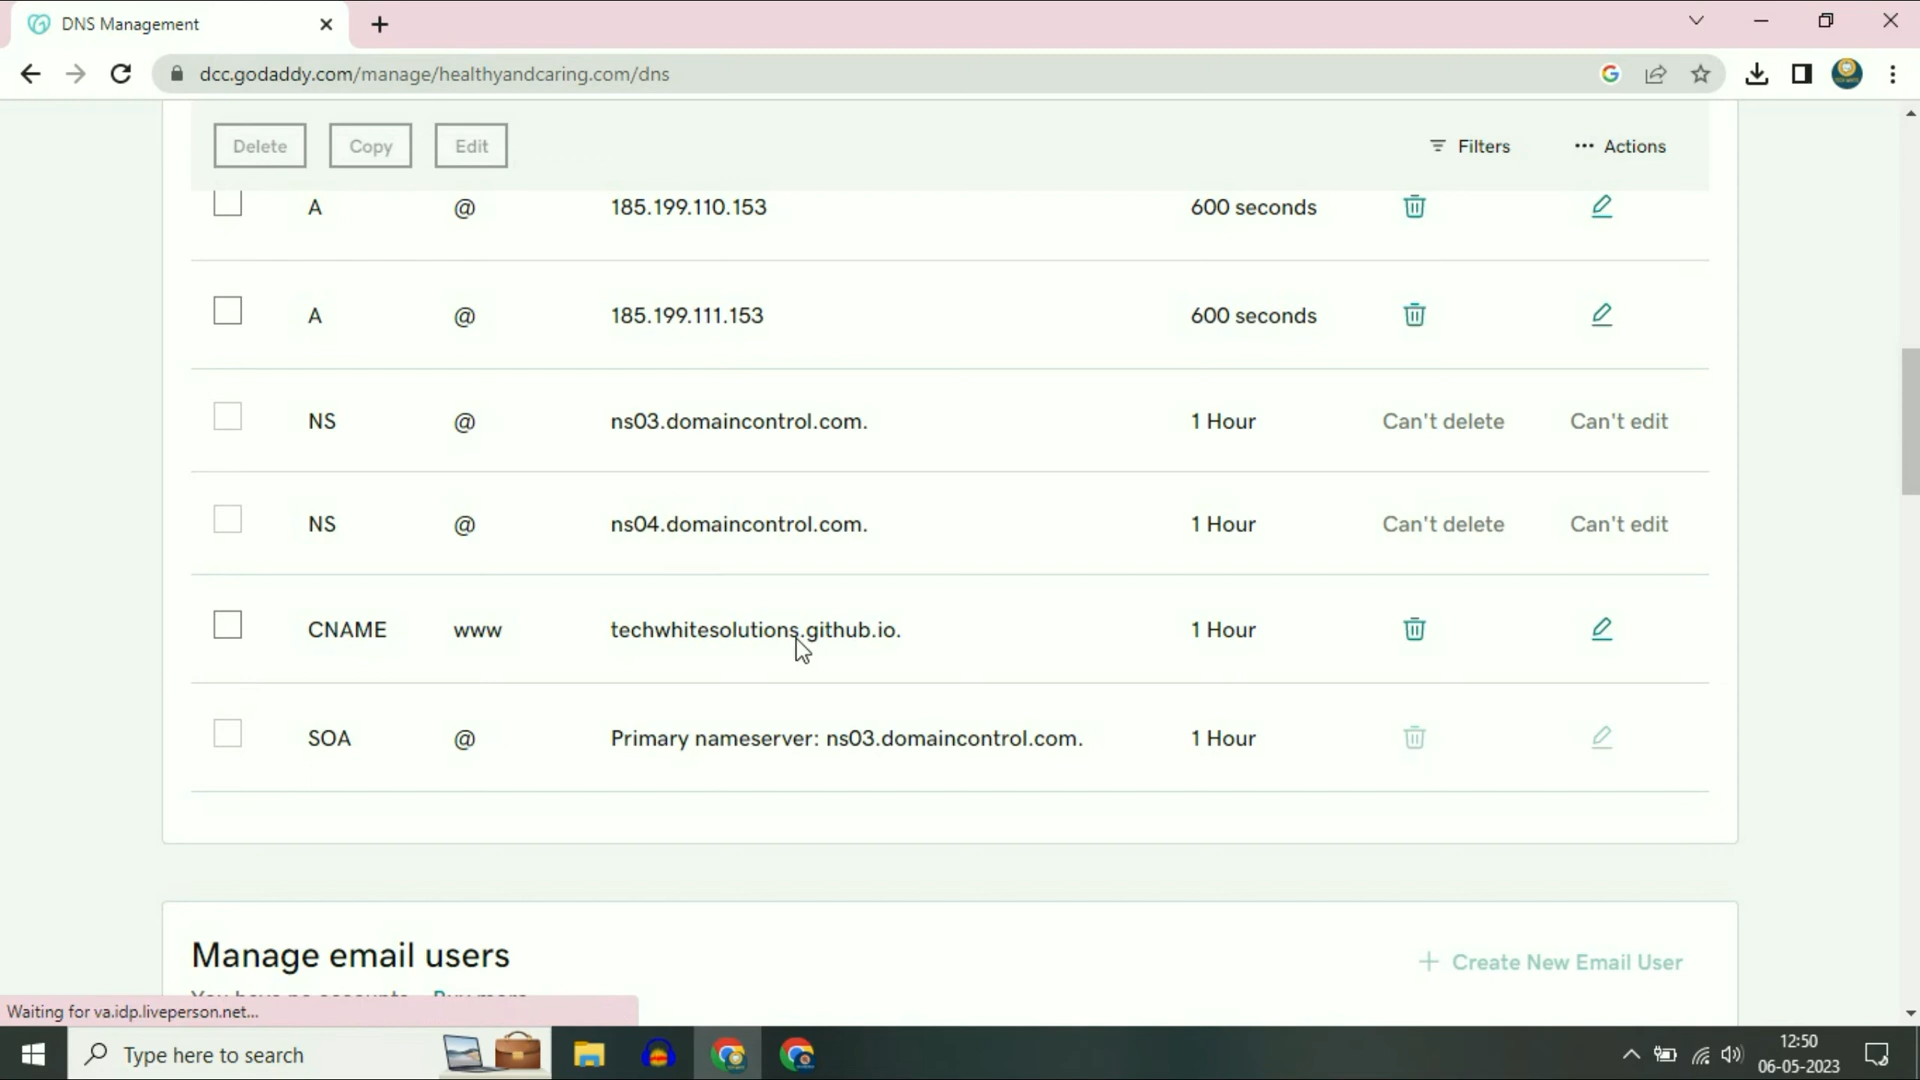 DNS Management
dcc.godaddy.com/manage/healthyandcaring.com/dns
Delete Copy Edit Filters ••• Actions
A @ 185.199.110.153 600 seconds
A @ 185.199.111.153 600 seconds
NS @ ns03.domaincontrol.com. 1 Hour Can't delete Can't edit
NS @ ns04.domaincontrol.com. 1 Hour Can't delete Can't edit
CNAME www techwhitesolutions.github.io. 1 Hour
SOA @ Primary nameserver: ns03.domaincontrol.com. 1 Hour
Manage email users
+ Create New Email User
Waiting for va.idp.liveperson.net...
Type here to search
12:50
06-05-2023